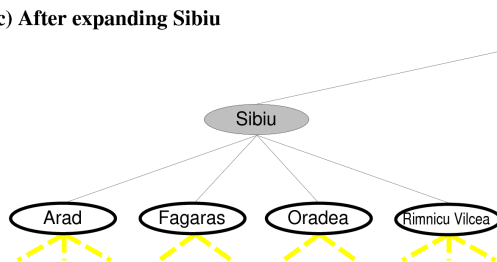 c) After expanding Sibiu
Sibiu
Arad
Fagaras
Oradea
Rimnicu Vilcea